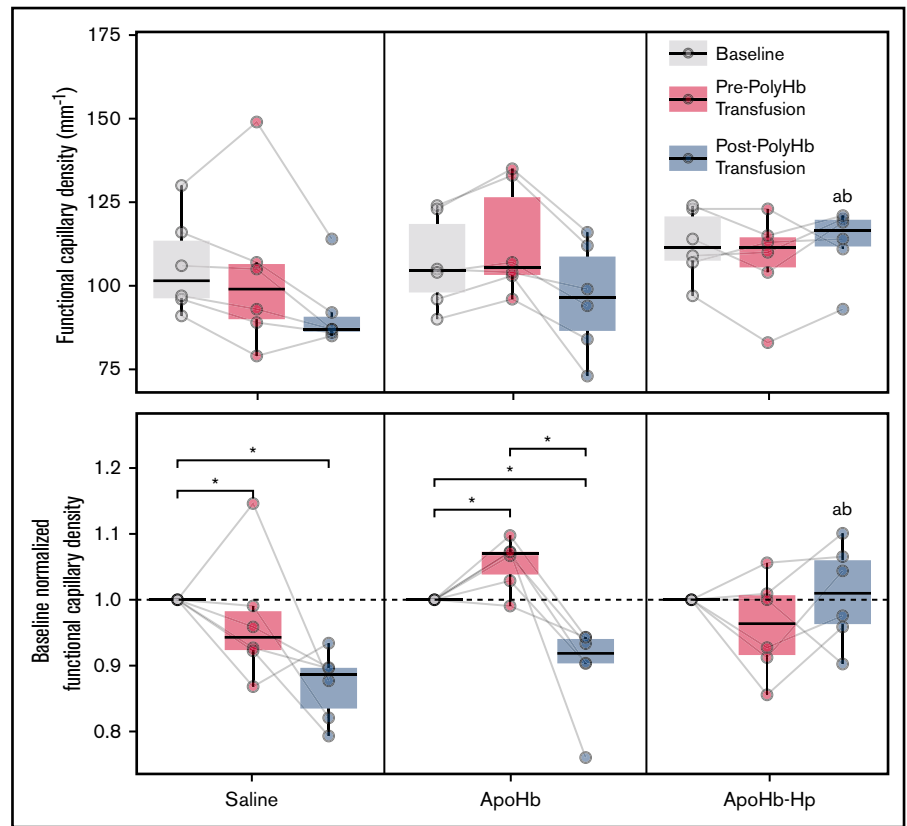 Functional capillary density (mm⁻¹)
175
150
125
100
75
Baseline
Pre-PolyHb
Transfusion
Post-PolyHb
Transfusion
ab
Baseline normalized
functional capillary density
1.2
1.1
1.0
0.9
0.8
*
*
*
*
*
ab
Saline
ApoHb
ApoHb-Hp